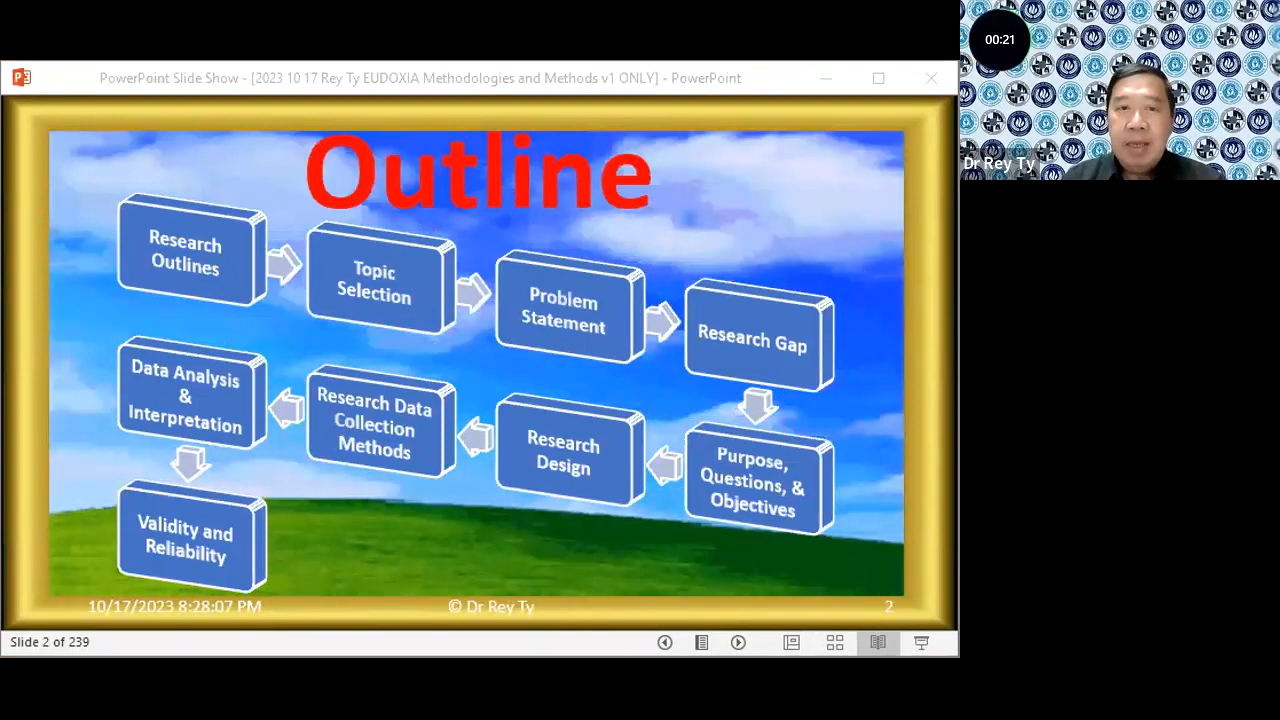 PowerPoint Slide Show - [2023 10 17 Rey Ty EUDOXIA Methodologies and Methods v1 ONLY] - PowerPoint
00:21
Dr Rey Ty
Outline
Research
Outlines
Topic
Selection
Problem
Statement
Research Gap
Purpose,
Questions, &
Objectives
Research
Design
Research Data
Collection
Methods
Data Analysis
&
Interpretation
Validity and
Reliability
10/17/2023 8:28:07 PM
© Dr Rey Ty
2
Slide 2 of 239